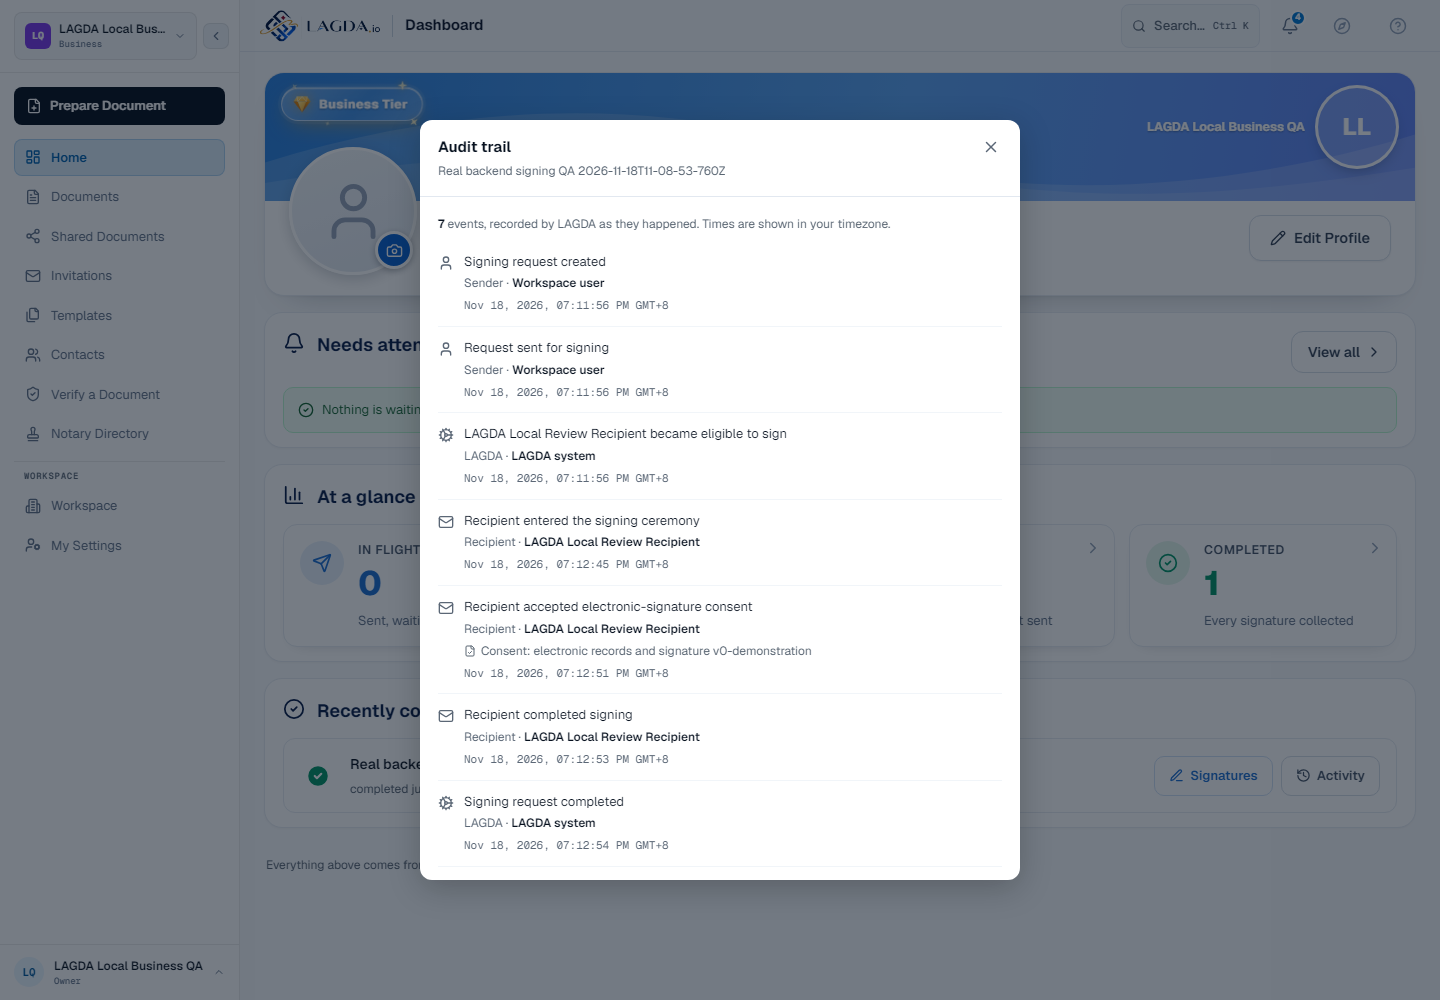 LQ
LAGDA Local Bus...
Business
LAGDA.io
Dashboard
Search...
Ctrl K
4
Prepare Document
Home
Documents
Shared Documents
Invitations
Templates
Contacts
Verify a Document
Notary Directory
WORKSPACE
Workspace
My Settings
LQ
LAGDA Local Business QA
Owner
Business Tier
LAGDA Local Business QA
LL
Edit Profile
Needs atten
View all
Nothing is waitin
At a glance
IN FLIGHT
0
Sent, waiti
t sent
COMPLETED
1
Every signature collected
Recently co
Real backe
completed ju
Signatures
Activity
Everything above comes fro
Audit trail
Real backend signing QA 2026-11-18T11-08-53-760Z
7 events, recorded by LAGDA as they happened. Times are shown in your timezone.
Signing request created
Sender · Workspace user
Nov 18, 2026, 07:11:56 PM GMT+8
Request sent for signing
Sender · Workspace user
Nov 18, 2026, 07:11:56 PM GMT+8
LAGDA Local Review Recipient became eligible to sign
LAGDA · LAGDA system
Nov 18, 2026, 07:11:56 PM GMT+8
Recipient entered the signing ceremony
Recipient · LAGDA Local Review Recipient
Nov 18, 2026, 07:12:45 PM GMT+8
Recipient accepted electronic-signature consent
Recipient · LAGDA Local Review Recipient
Consent: electronic records and signature v0-demonstration
Nov 18, 2026, 07:12:51 PM GMT+8
Recipient completed signing
Recipient · LAGDA Local Review Recipient
Nov 18, 2026, 07:12:53 PM GMT+8
Signing request completed
LAGDA · LAGDA system
Nov 18, 2026, 07:12:54 PM GMT+8